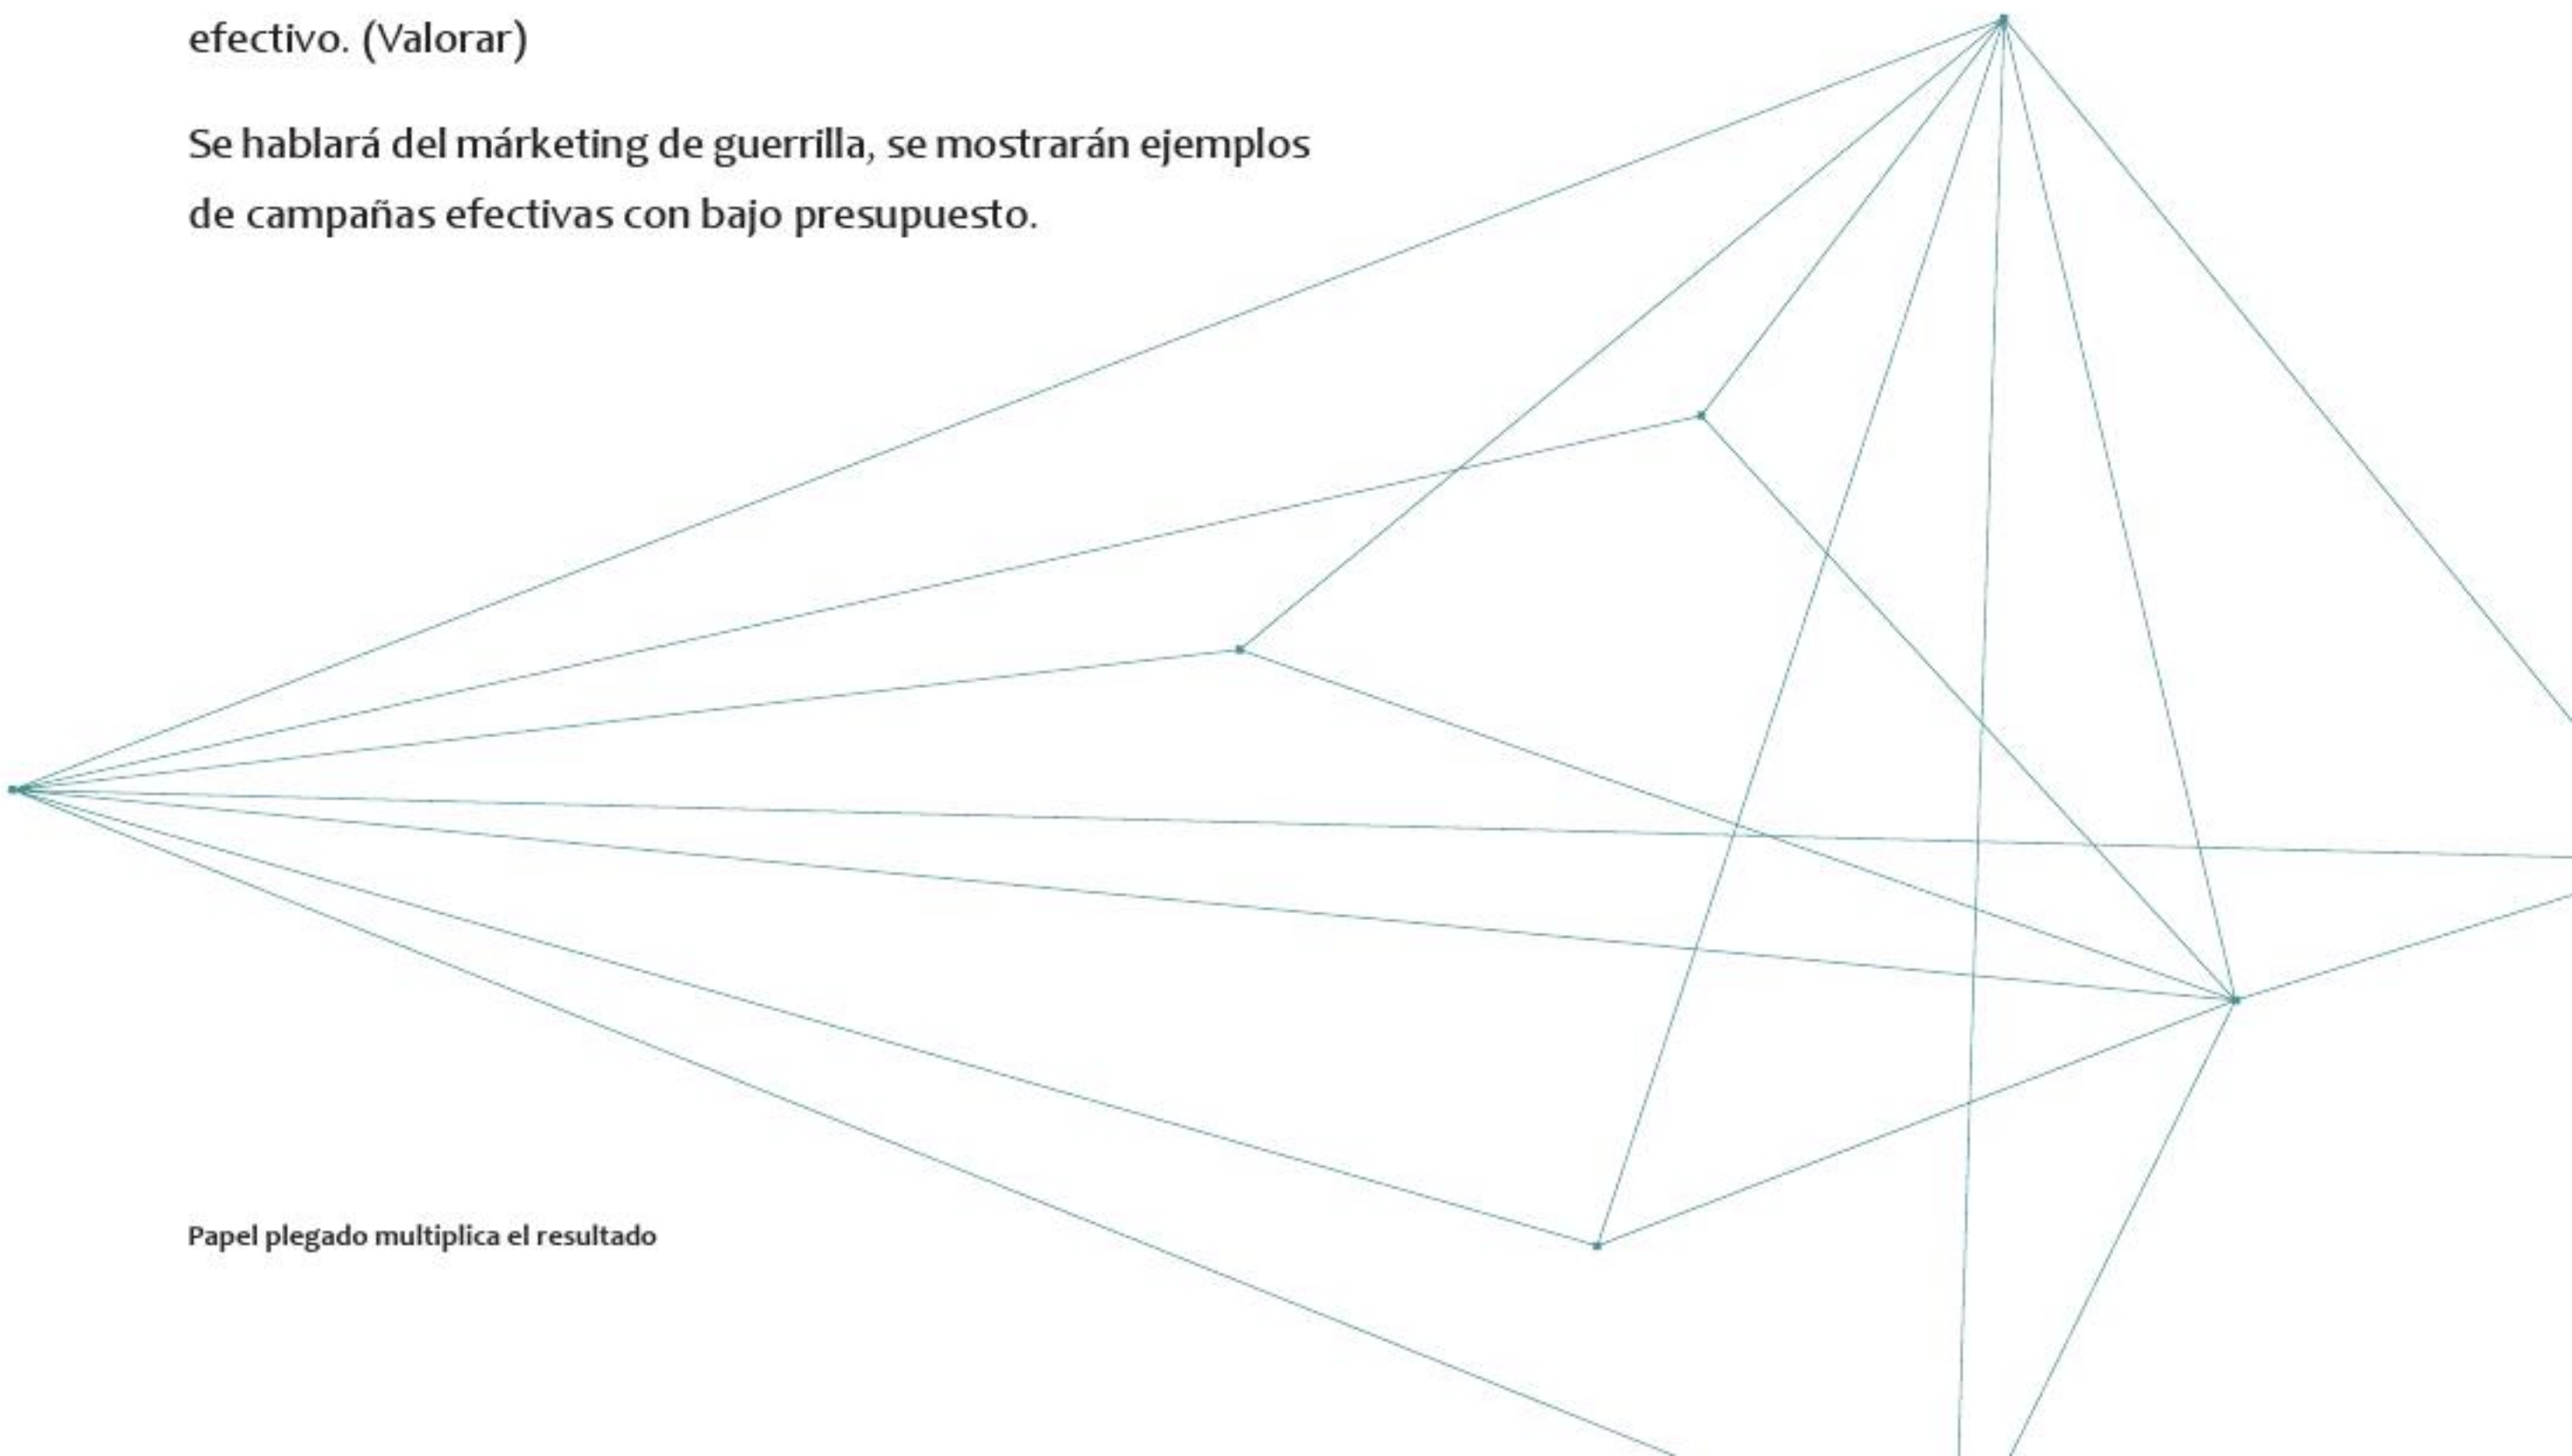 efectivo. (Valorar)
Se hablará del márketing de guerrilla, se mostrarán ejemplos
de campañas efectivas con bajo presupuesto.
Papel plegado multiplica el resultado